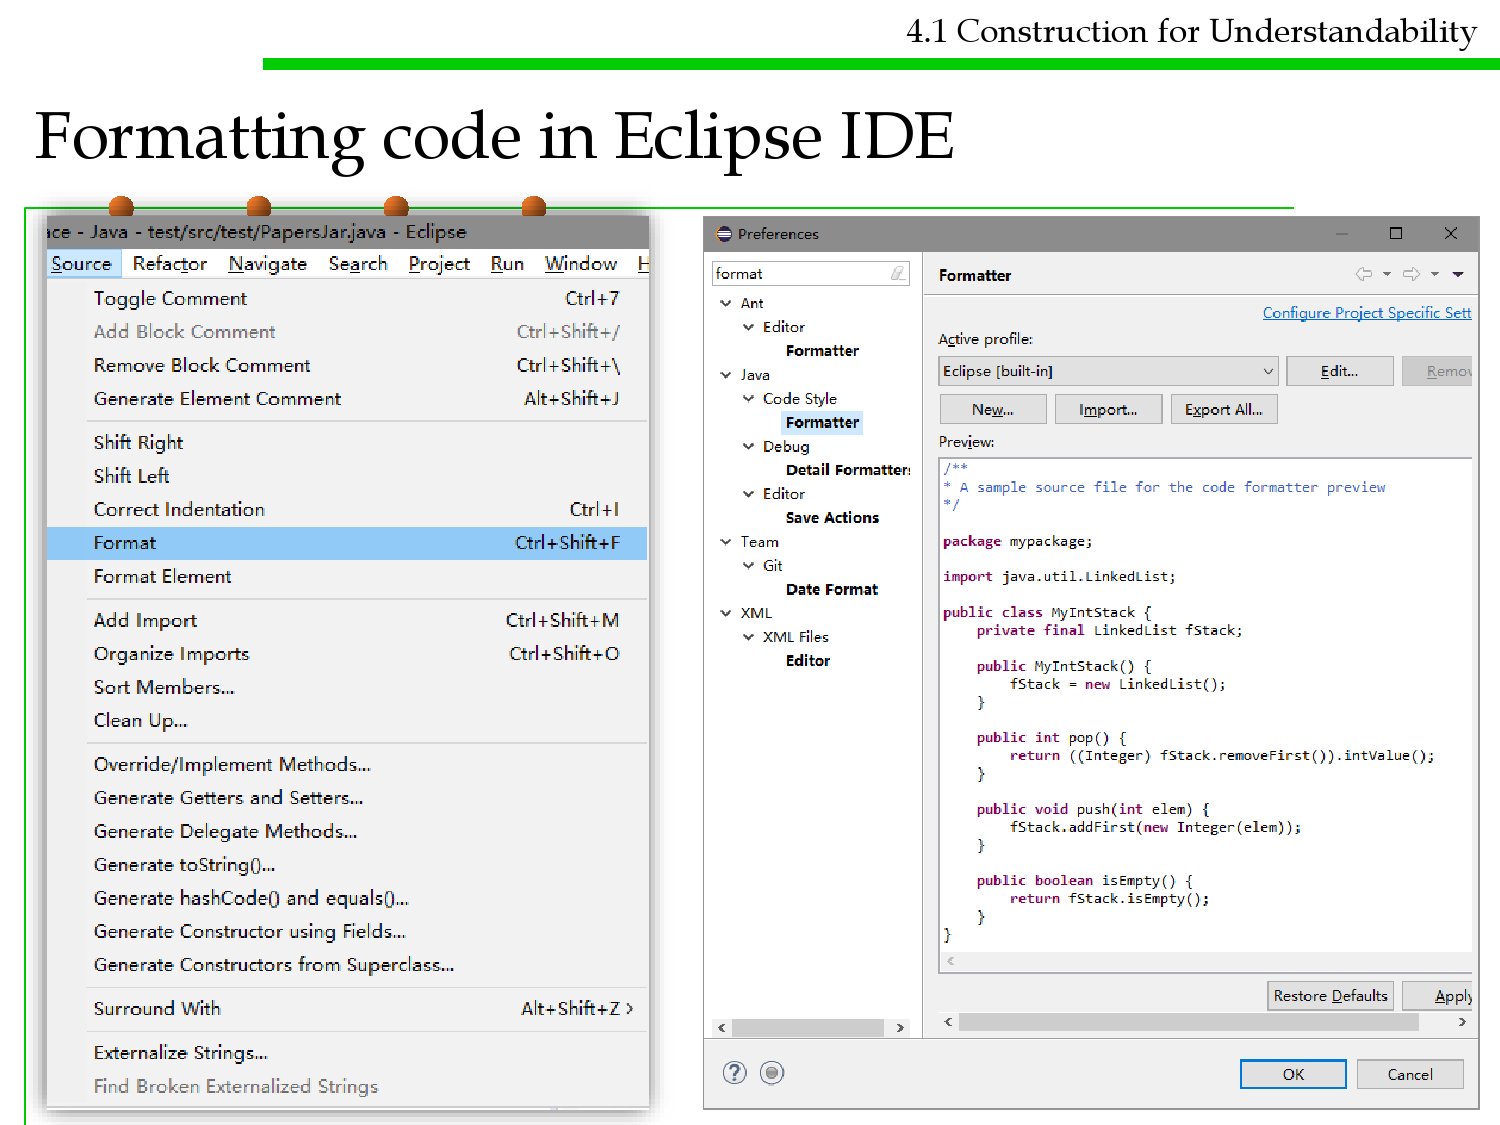 4.1 Construction for Understandability
Formatting code in Eclipse IDE
ace - Java - test/src/test/PapersJar.java - Eclipse
Source Refactor Navigate Search Project Run Window H
Toggle Comment Ctrl+7
Add Block Comment Ctrl+Shift+/
Remove Block Comment Ctrl+Shift+\
Generate Element Comment Alt+Shift+J
Shift Right
Shift Left
Correct Indentation Ctrl+I
Format Ctrl+Shift+F
Format Element
Add Import Ctrl+Shift+M
Organize Imports Ctrl+Shift+O
Sort Members...
Clean Up...
Override/Implement Methods...
Generate Getters and Setters...
Generate Delegate Methods...
Generate toString()...
Generate hashCode() and equals()...
Generate Constructor using Fields...
Generate Constructors from Superclass...
Surround With Alt+Shift+Z >
Externalize Strings...
Find Broken Externalized Strings
Preferences
format
Ant
Editor
Formatter
Java
Code Style
Formatter
Debug
Detail Formatters
Editor
Save Actions
Team
Git
Date Format
XML
XML Files
Editor
Formatter
Configure Project Specific Sett
Active profile:
Eclipse [built-in] Edit... Remov
New... Import... Export All...
Preview:
/**
* A sample source file for the code formatter preview
*/
package mypackage;
import java.util.LinkedList;
public class MyIntStack {
private final LinkedList fStack;
public MyIntStack() {
fStack = new LinkedList();
}
public int pop() {
return ((Integer) fStack.removeFirst()).intValue();
}
public void push(int elem) {
fStack.addFirst(new Integer(elem));
}
public boolean isEmpty() {
return fStack.isEmpty();
}
}
Restore Defaults Apply
OK Cancel